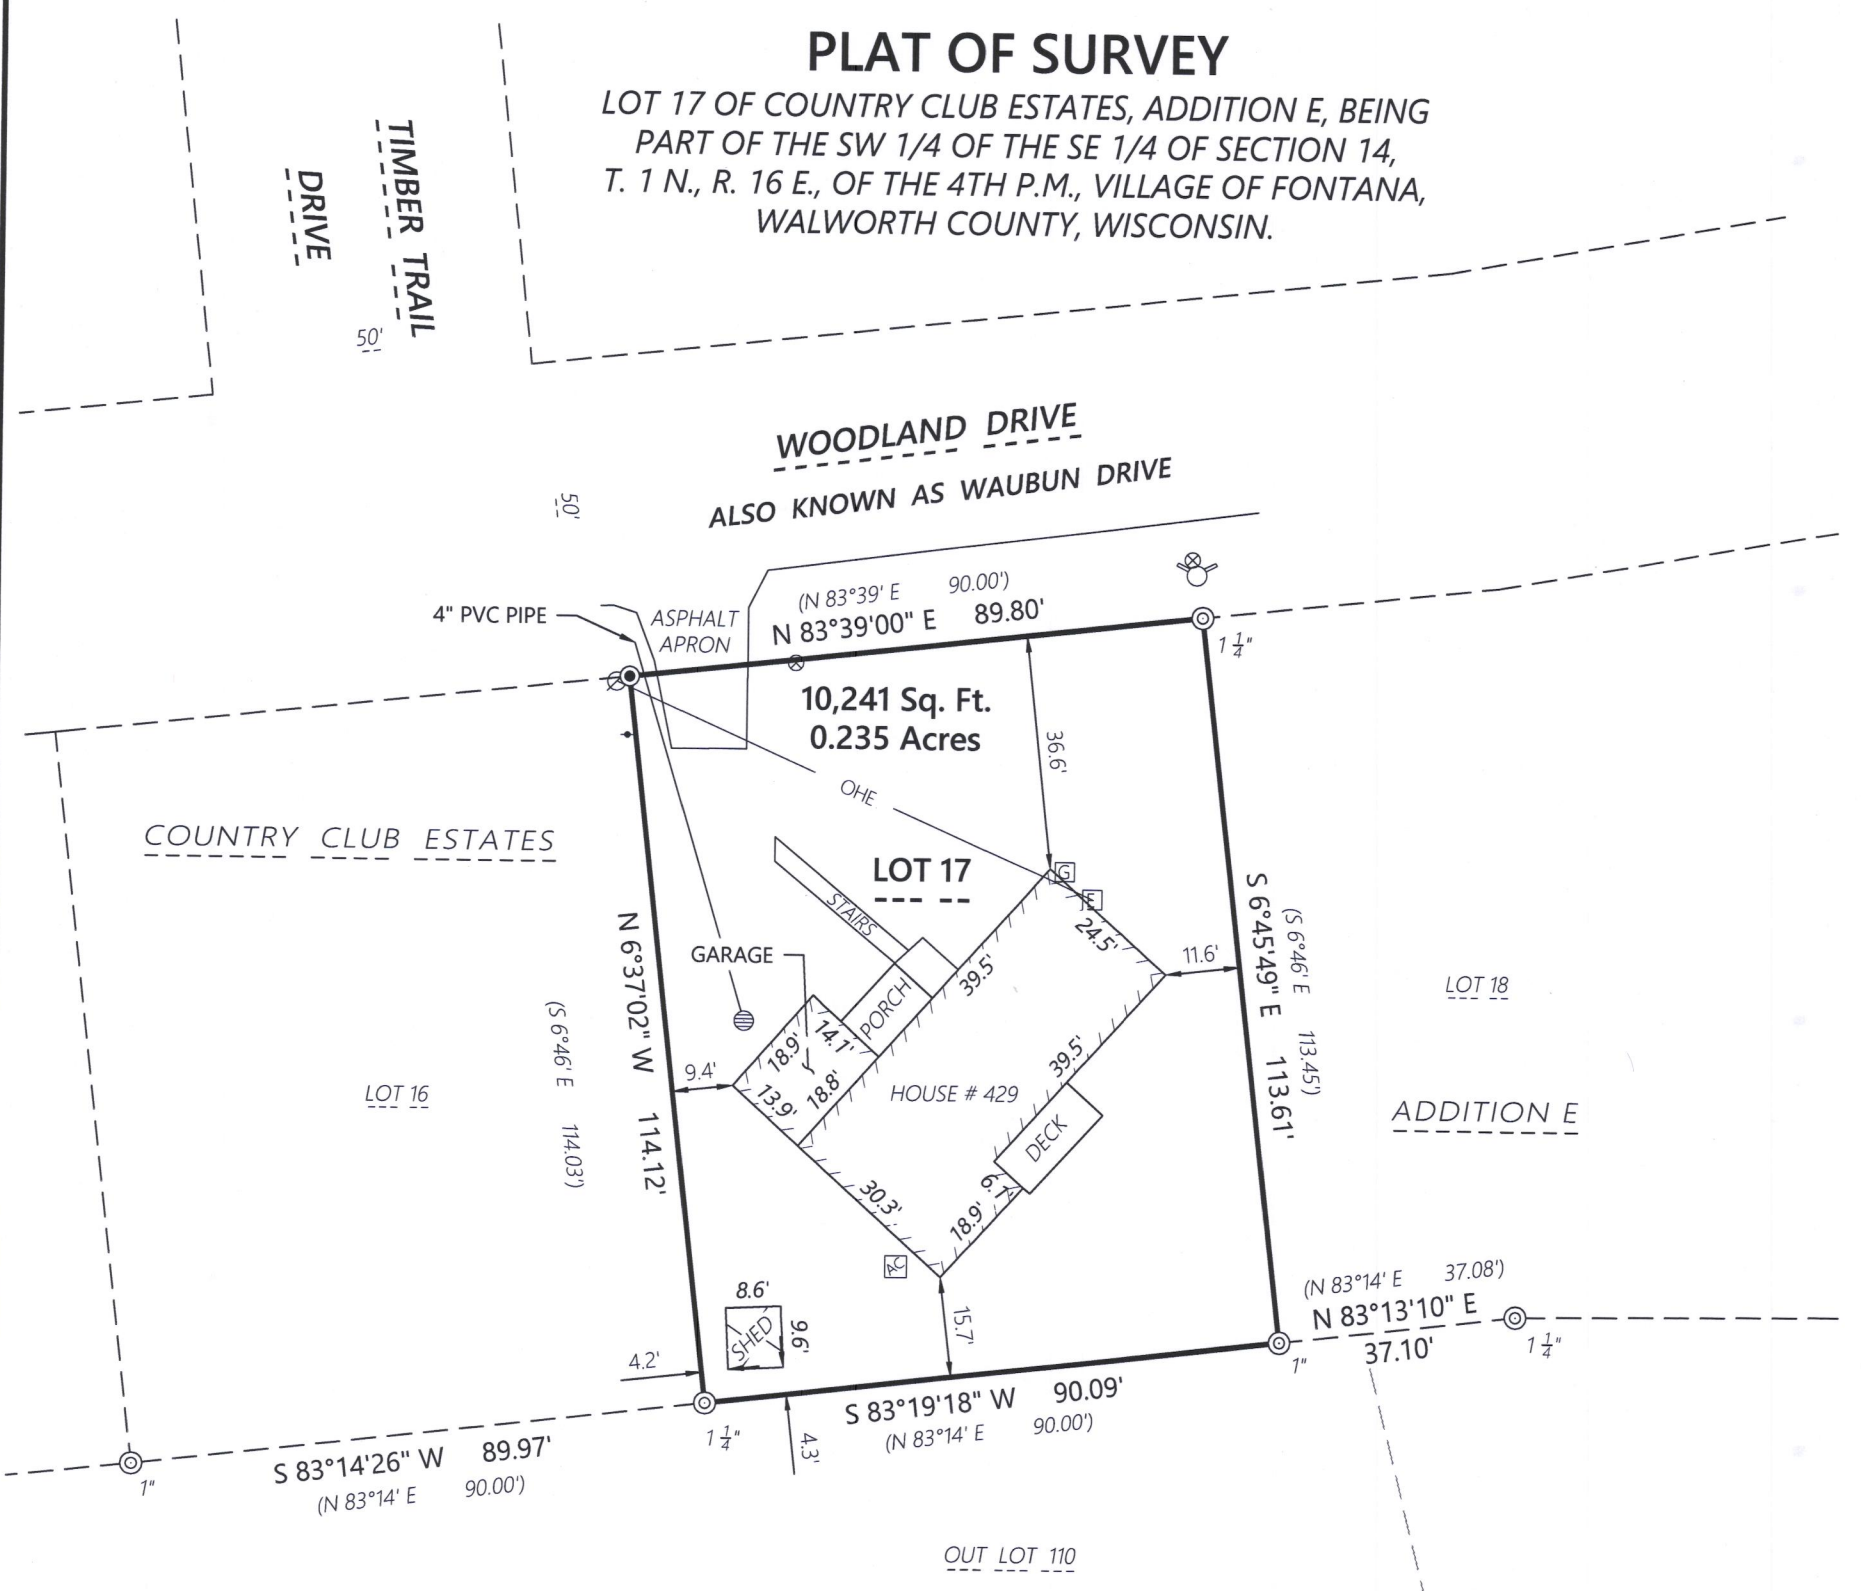 PLAT OF SURVEY
LOT 17 OF COUNTRY CLUB ESTATES, ADDITION E, BEING
PART OF THE SW 1/4 OF THE SE 1/4 OF SECTION 14,
T. 1 N., R. 16 E., OF THE 4TH P.M., VILLAGE OF FONTANA,
WALWORTH COUNTY, WISCONSIN.
TIMBER TRAIL
DRIVE
50'
WOODLAND DRIVE
ALSO KNOWN AS WAUBUN DRIVE
50'
4" PVC PIPE
ASPHALT
APRON
(N 83°39' E 90.00')
N 83°39'00" E 89.80'
1 1/4"
10,241 Sq. Ft.
0.235 Acres
36.6'
OHE
COUNTRY CLUB ESTATES
LOT 17
G
E
STAIRS
24.5'
GARAGE
39.5'
11.6'
PORCH
14.1'
18.9'
9.4'
13.9'
18.8'
HOUSE # 429
39.5'
DECK
6.1'
18.9'
30.3'
AC
N 6°37'02" W 114.12'
(S 6°46' E 114.03')
S 6°45'49" E 113.61'
(S 6°46' E 113.45')
LOT 18
LOT 16
ADDITION E
8.6'
SHED
9.6'
4.2'
15.7'
(N 83°14' E 37.08')
N 83°13'10" E
37.10'
1"
1 1/4"
S 83°19'18" W 90.09'
(N 83°14' E 90.00')
1 1/4"
4.3'
S 83°14'26" W 89.97'
(N 83°14' E 90.00')
1"
OUT LOT 110